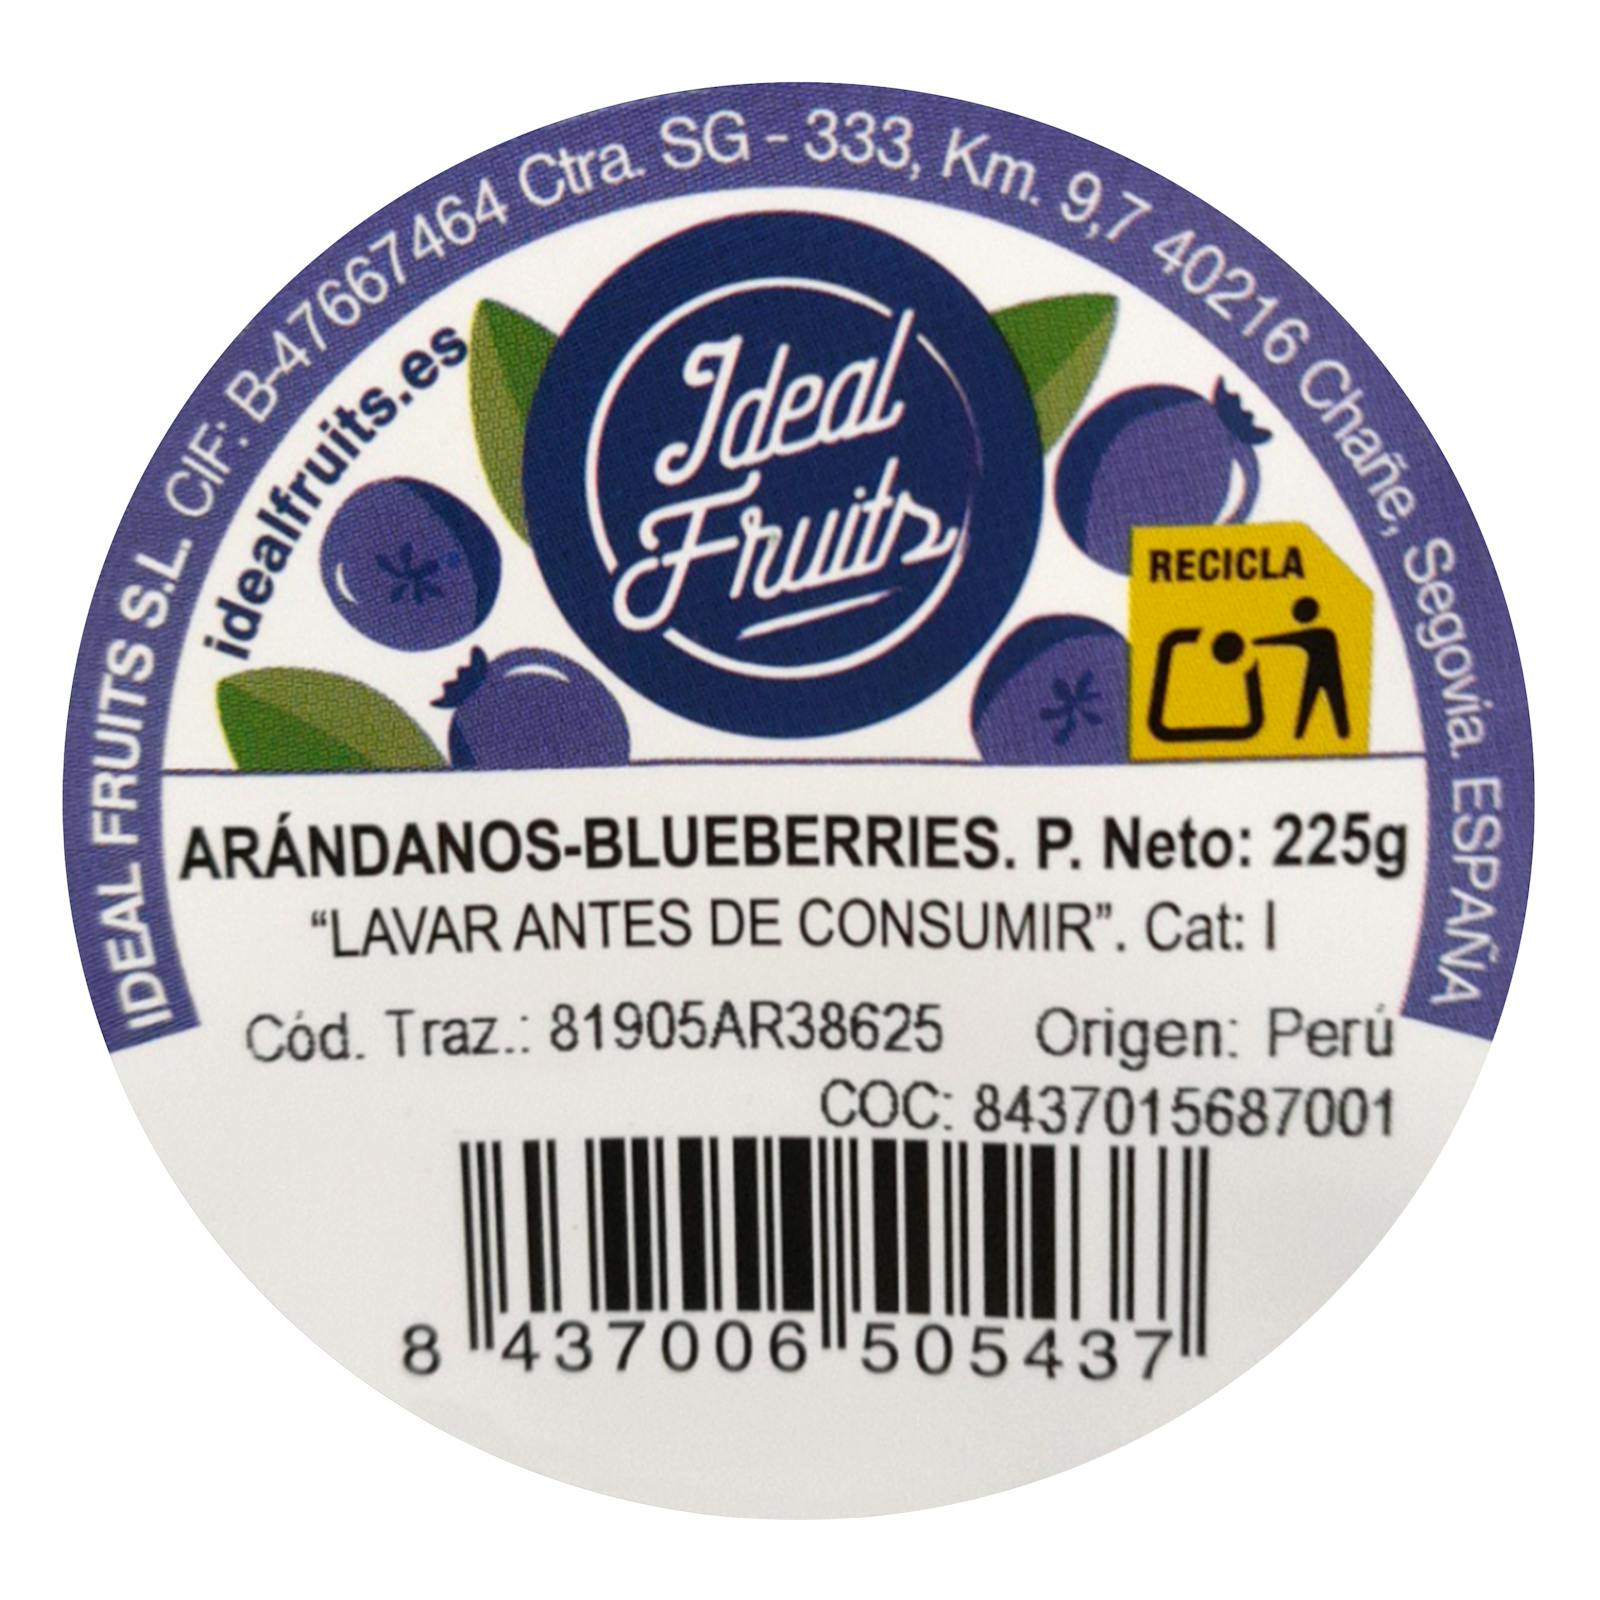 IDEAL FRUITS S.L. CIF: B-47667464 Ctra. SG - 333, Km. 9,7 40216 Chañe, Segovia. ESPAÑA
idealfruits.es
Ideal
Fruits
RECICLA
ARÁNDANOS-BLUEBERRIES. P. Neto: 225g
“LAVAR ANTES DE CONSUMIR”. Cat: I
Cód. Traz.: 81905AR38625 Origen: Perú
COC: 8437015687001
8 437006 505437